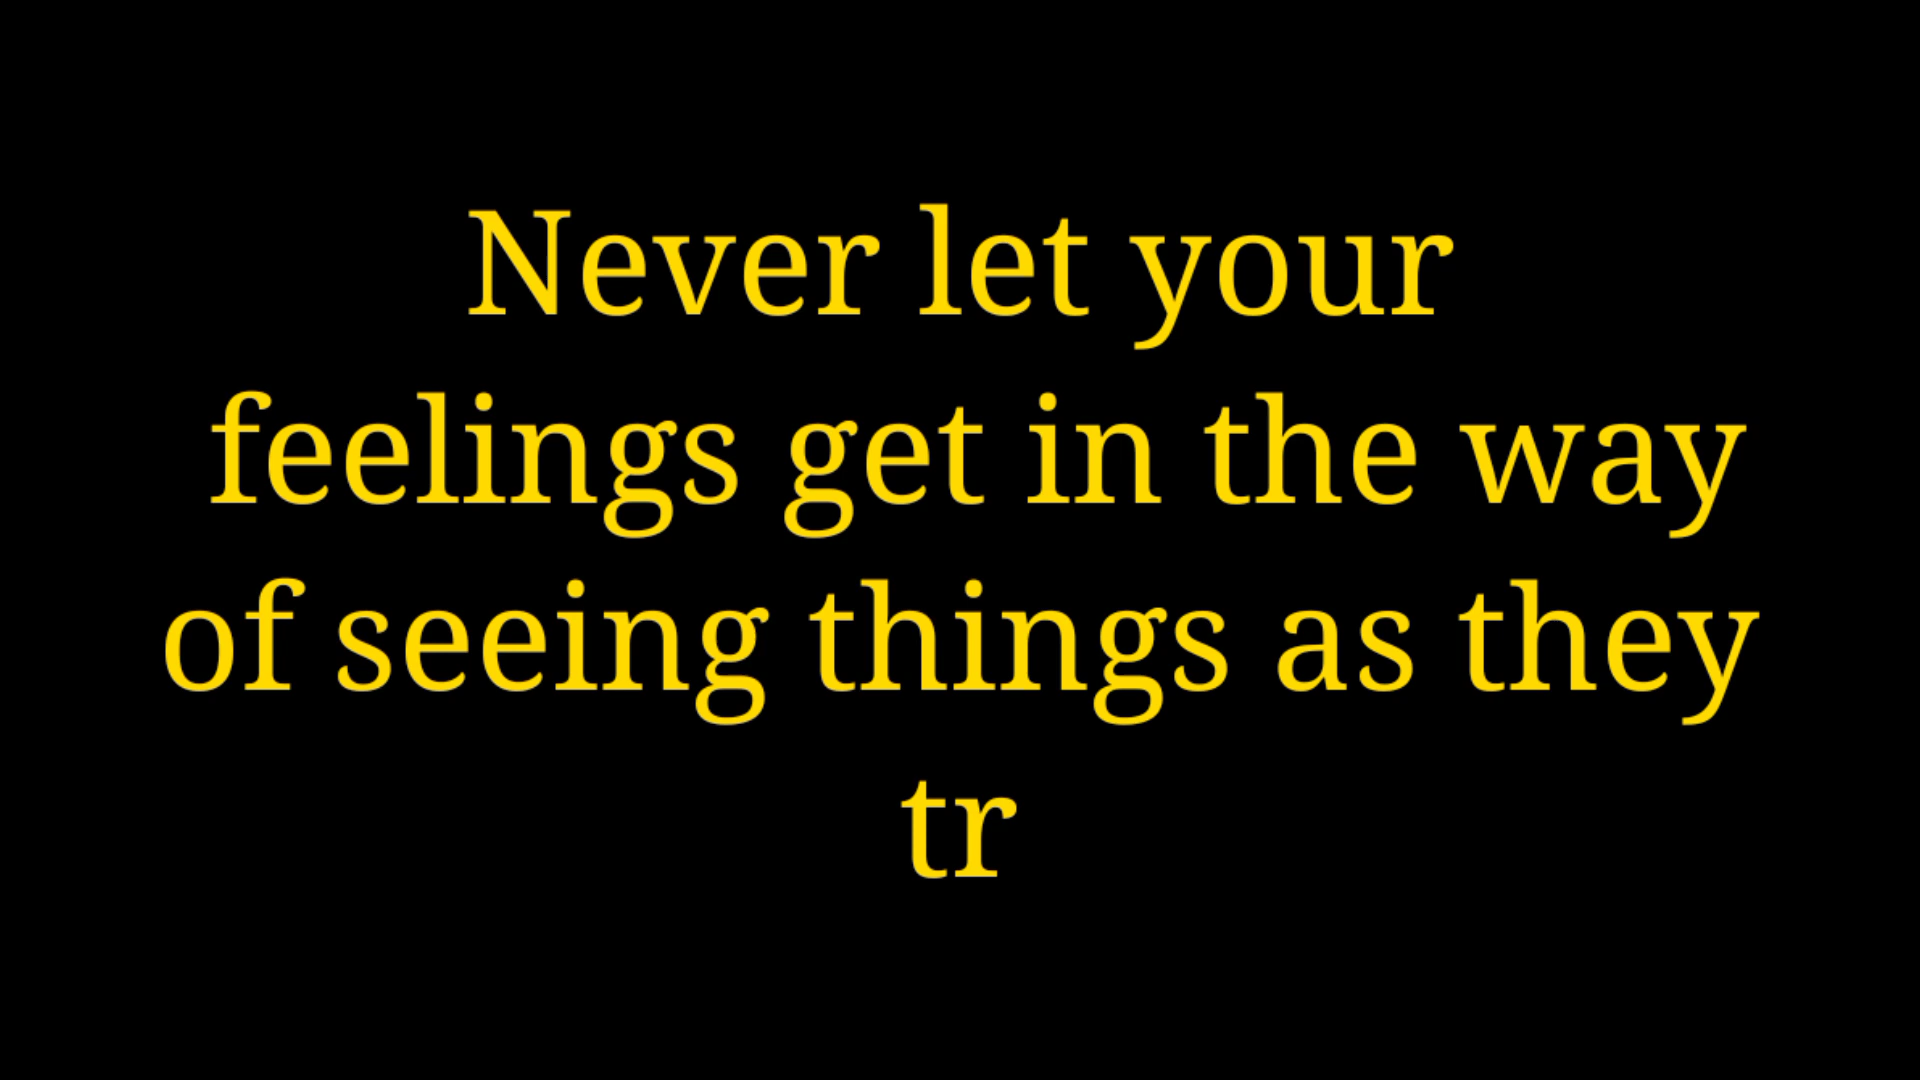 Never let your
feelings get in the way
of seeing things as they
tr